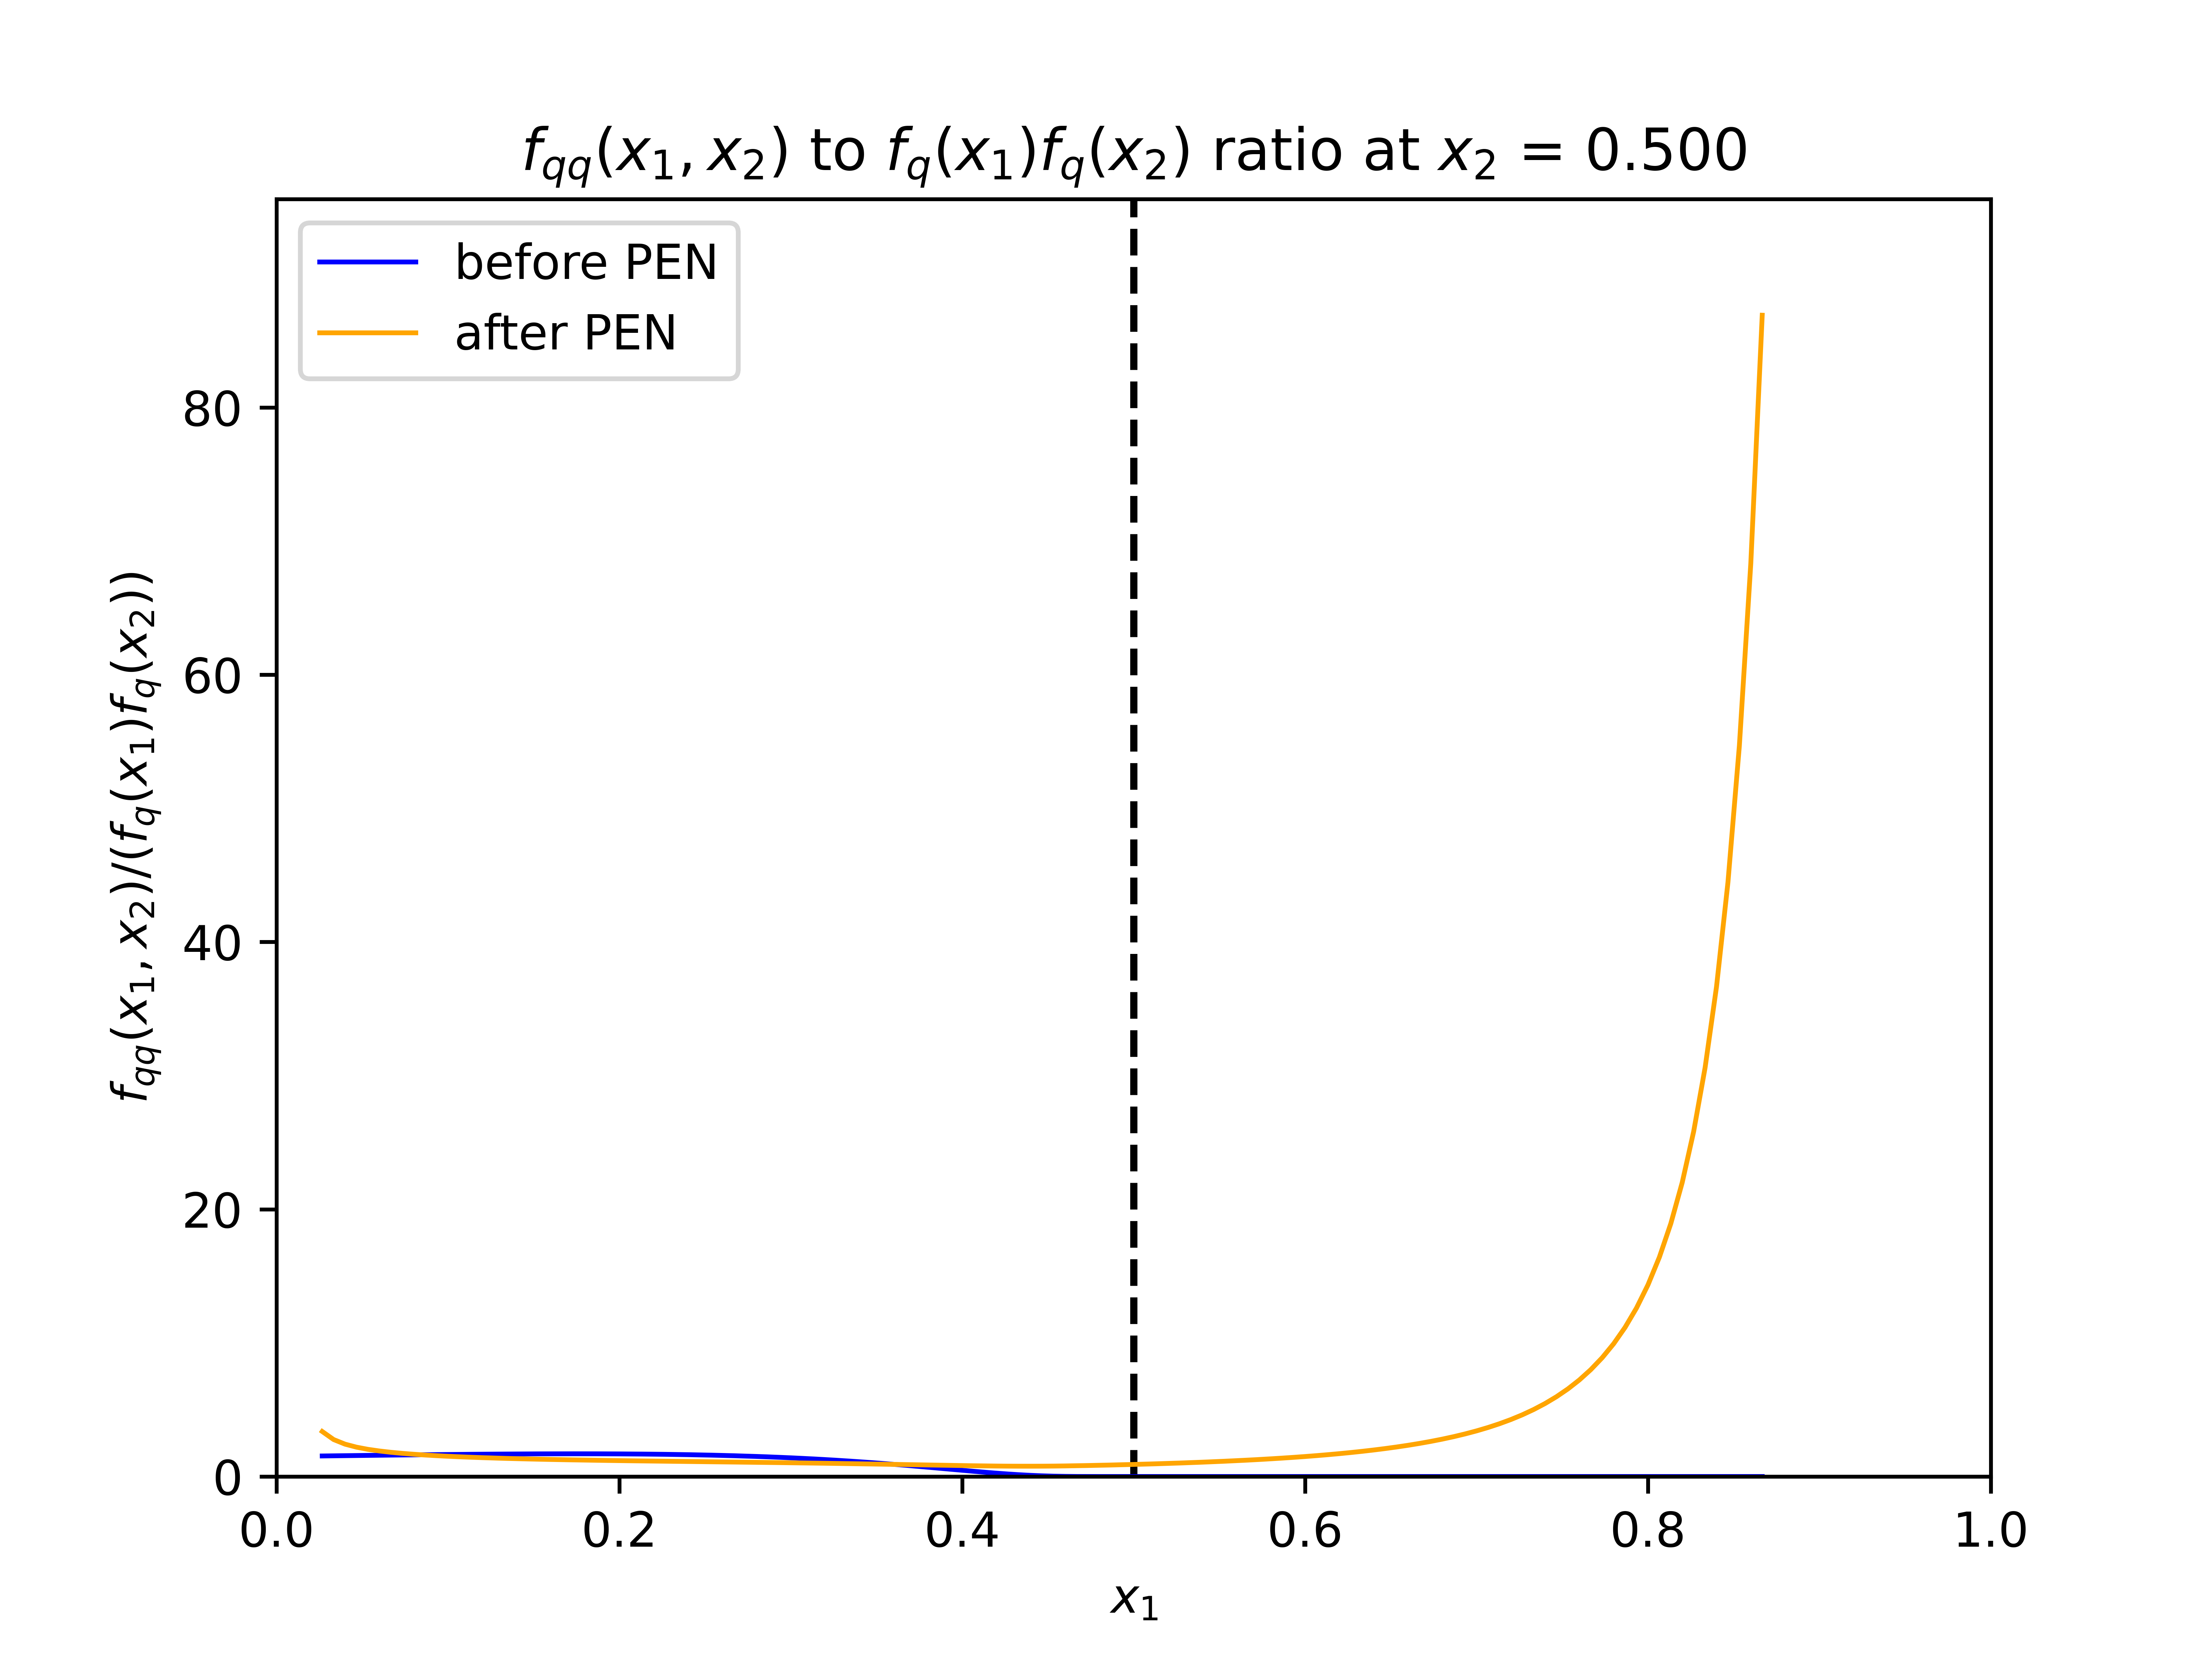 f_qq(x_1, x_2) to f_q(x_1)f_q(x_2) ratio at x_2 = 0.500
before PEN
after PEN
f_qq(x_1, x_2)/(f_q(x_1)f_q(x_2))
80
60
40
20
0
0.0 0.2 0.4 0.6 0.8 1.0
x_1